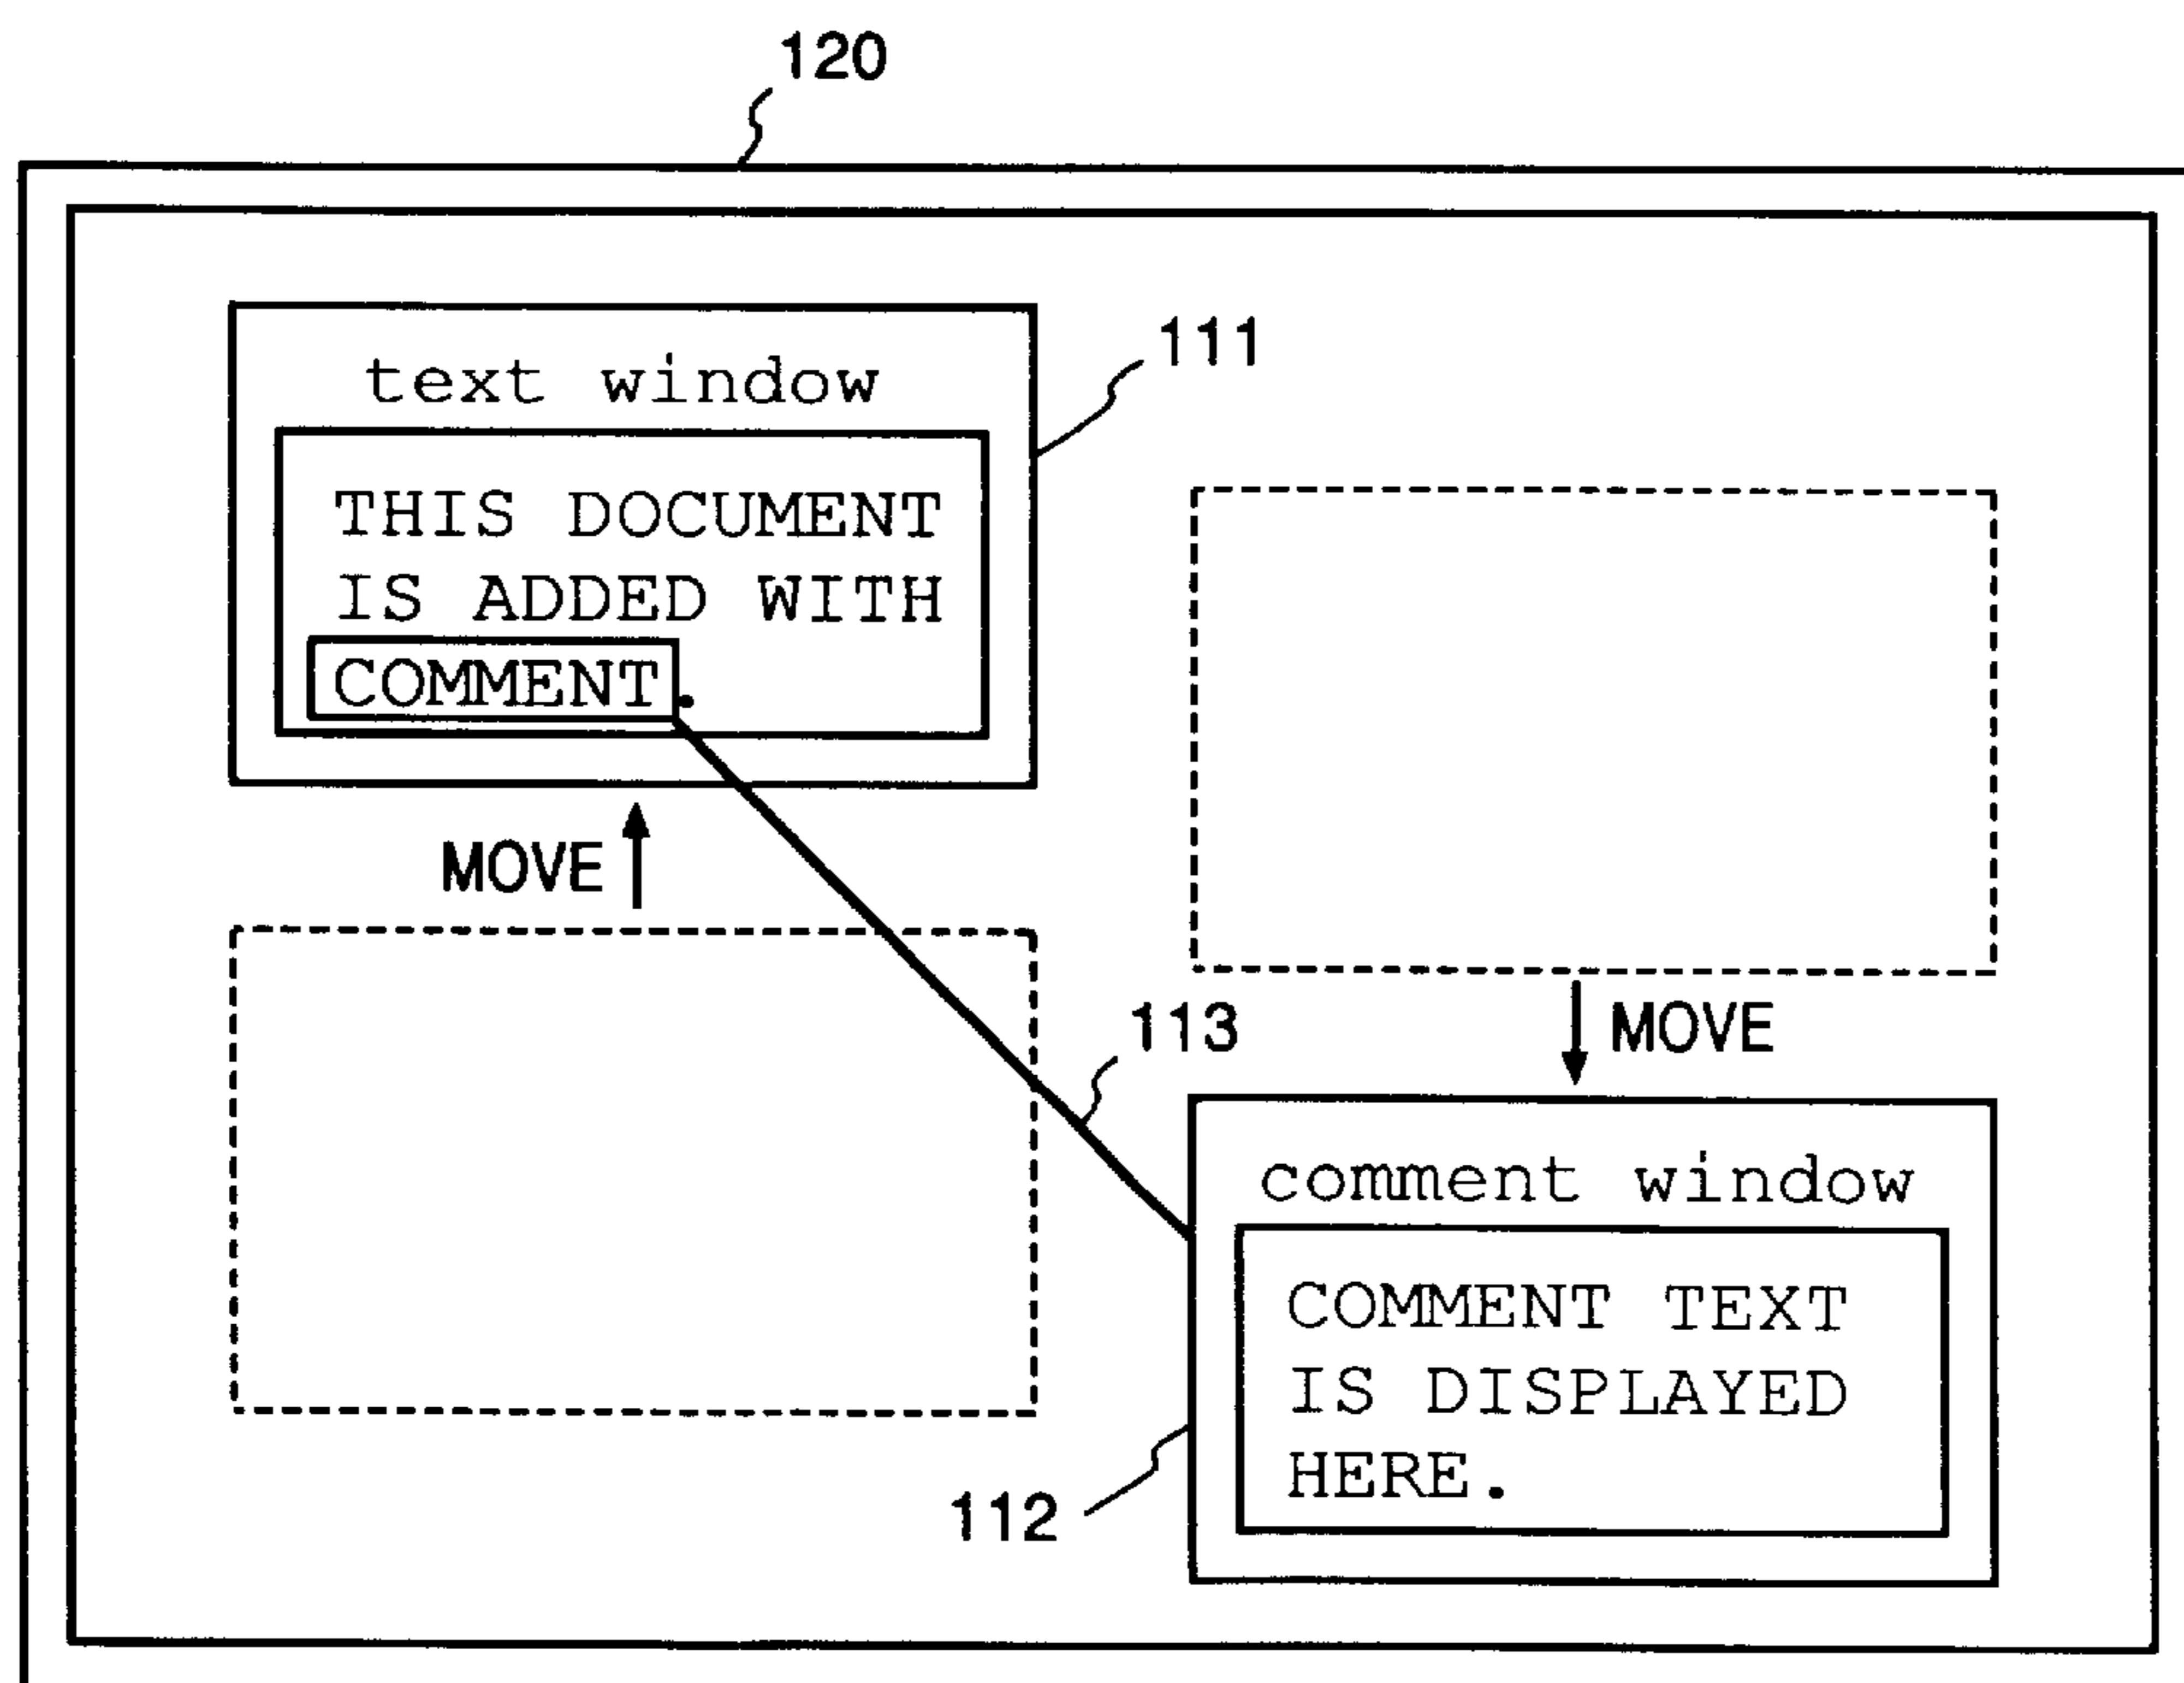 120
111
text window
THIS DOCUMENT
IS ADDED WITH
COMMENT.
MOVE
113
MOVE
comment window
COMMENT TEXT
IS DISPLAYED
HERE.
112